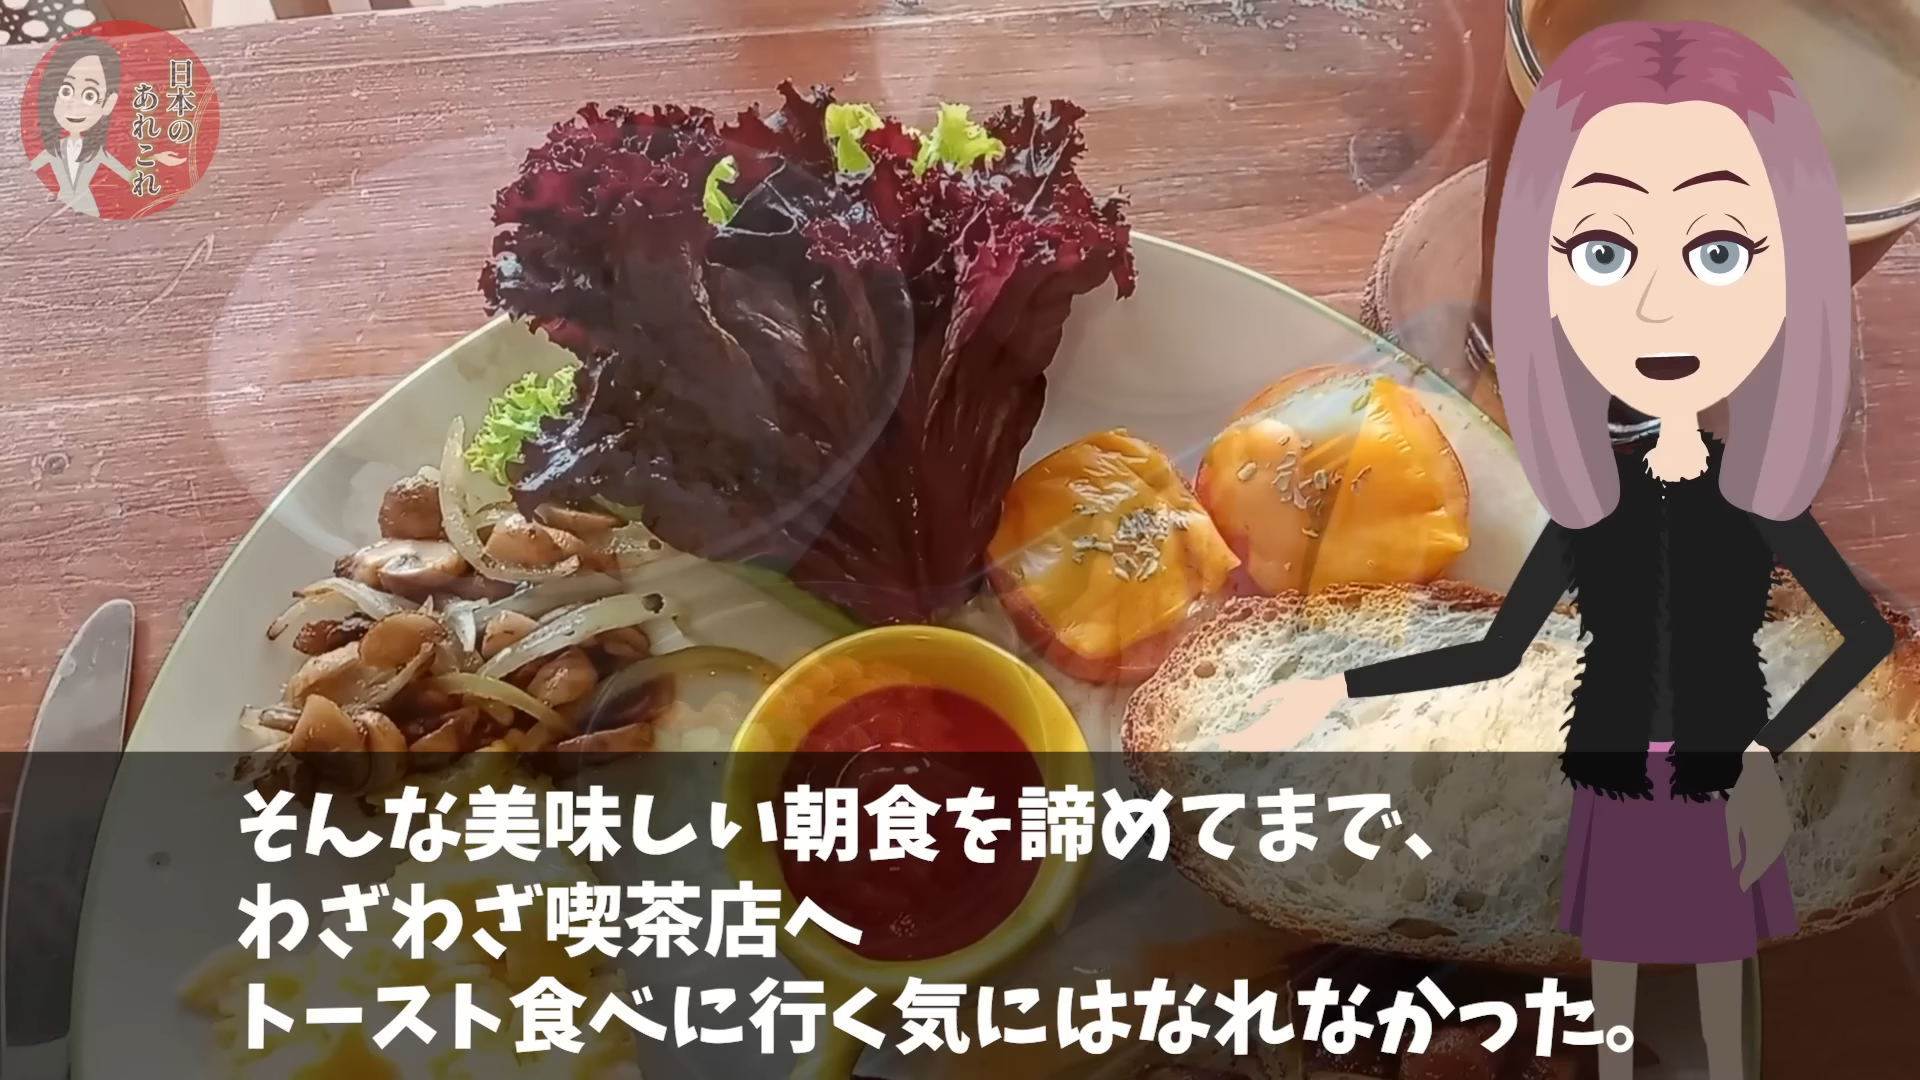 日本の
あれこれ
そんな美味しい朝食を諦めてまで、
わざわざ喫茶店へ
トースト食べに行く気にはなれなかった。